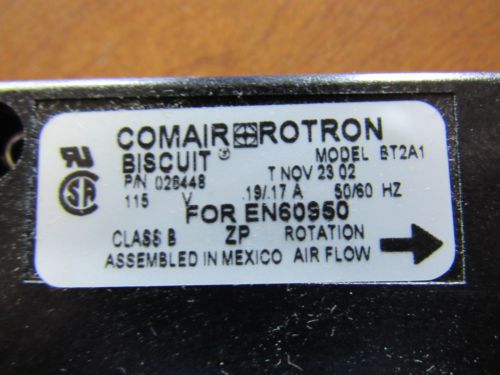 COMAIR ROTRON
BISCUIT ® MODEL BT2A1
P/N 028448 T NOV 23 02
115 V .19/.17 A 50/60 HZ
FOR EN60950
CLASS B ZP ROTATION
ASSEMBLED IN MEXICO AIR FLOW